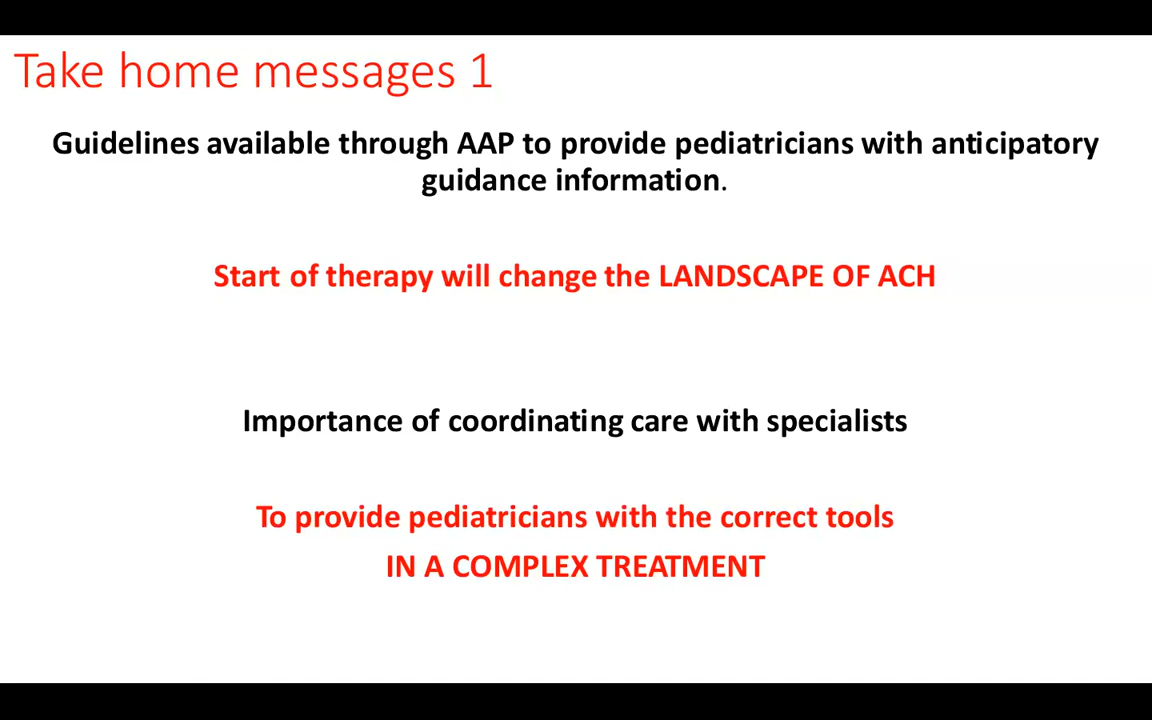 Take home messages 1
Guidelines available through AAP to provide pediatricians with anticipatory
guidance information.
Start of therapy will change the LANDSCAPE OF ACH
Importance of coordinating care with specialists
To provide pediatricians with the correct tools
IN A COMPLEX TREATMENT